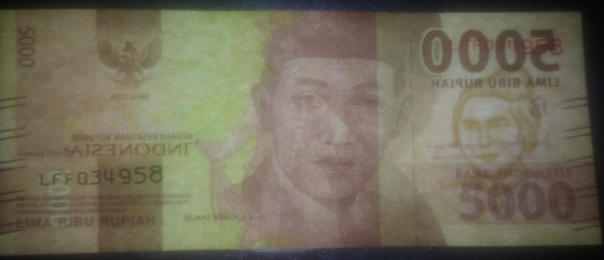 5000
5000
LIMA RIBU RUPIAH
NEGARA KESATUAN REPUBLIK
INDONESIA
LFF034958
BANK INDONESIA
5000
LIMA RIBU RUPIAH